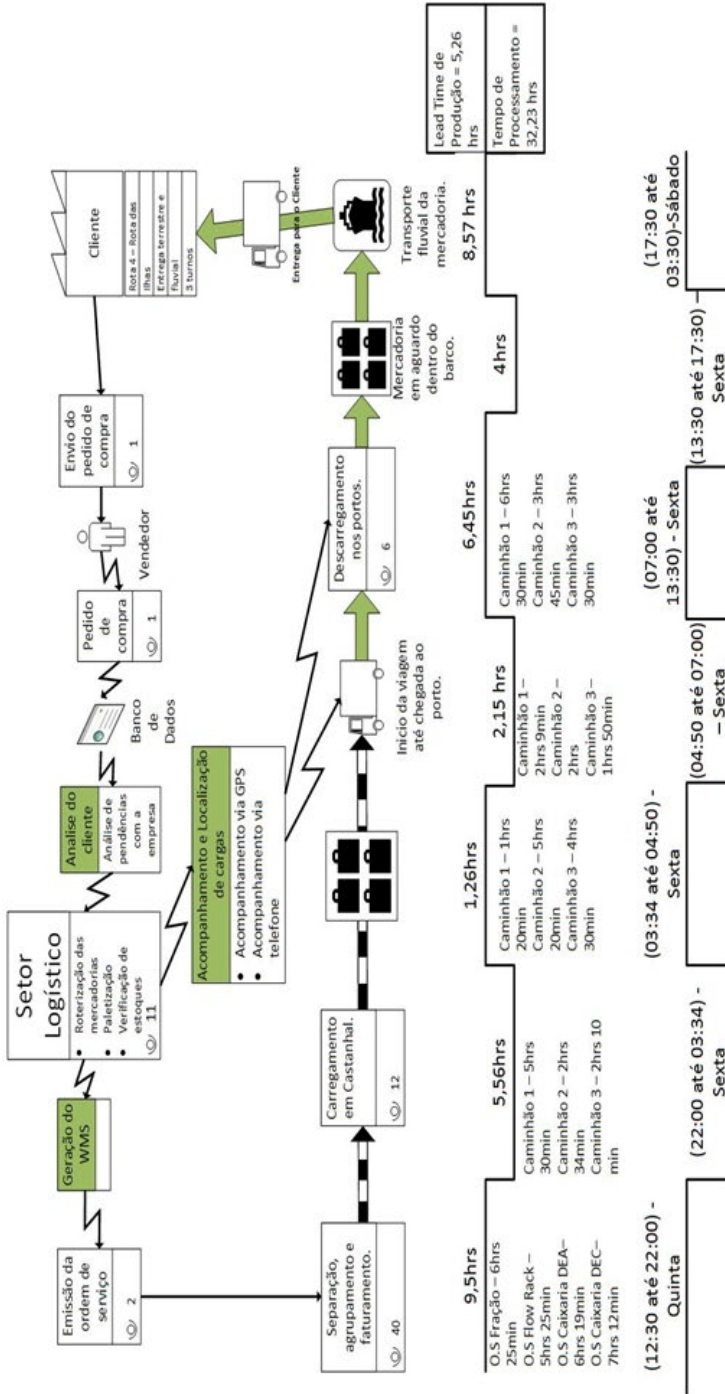 Cliente
Rota 4 – Rota das
Ilhas
Entrega terrestre e
fluvial
3 turnos
Envio do
pedido de
compra
1
Vendedor
Pedido
de
compra
1
Banco
de
Dados
Analise do
cliente
Análise de
pendências
com a
empresa
Setor
Logístico
• Roterização das
mercadorias
• Paletização
• Verificação de
estoques
11
Geração do
WMS
Emissão da
ordem de
serviço
2
Acompanhamento e Localização
de cargas
• Acompanhamento via GPS
• Acompanhamento via
telefone
Separação,
agrupamento e
faturamento.
40
Carregamento
em Castanhal.
12
Inicio da viagem
até chegada ao
porto.
Descarregamento
nos portos.
6
Mercadoria
em aguardo
dentro do
barco.
Transporte
fluvial da
mercadoria.
Entrega para o Cliente
9,5hrs
O.S Fração – 6hrs
25min
O.S Flow Rack –
5hrs 25min
O.S Caixaria DEA–
6hrs 19min
O.S Caixaria DEC–
7hrs 12min
5,56hrs
Caminhão 1 – 5hrs
30min
Caminhão 2 – 2hrs
34min
Caminhão 3 – 2hrs 10
min
1,26hrs
Caminhão 1 – 1hrs
20min
Caminhão 2 – 5hrs
20min
Caminhão 3 – 4hrs
30min
2,15 hrs
Caminhão 1 –
2hrs 9min
Caminhão 2 –
2hrs
Caminhão 3 –
1hrs 50min
6,45hrs
Caminhão 1 – 6hrs
30min
Caminhão 2 – 3hrs
45min
Caminhão 3 – 3hrs
30min
4hrs
8,57 hrs
Lead Time de
Produção = 5,26
hrs
Tempo de
Processamento =
32,23 hrs
(12:30 até 22:00) -
Quinta
(22:00 até 03:34) -
Sexta
(03:34 até 04:50) -
Sexta
(04:50 até 07:00)
– Sexta
(07:00 até
13:30) - Sexta
(13:30 até 17:30) –
Sexta
(17:30 até
03:30)-Sábado